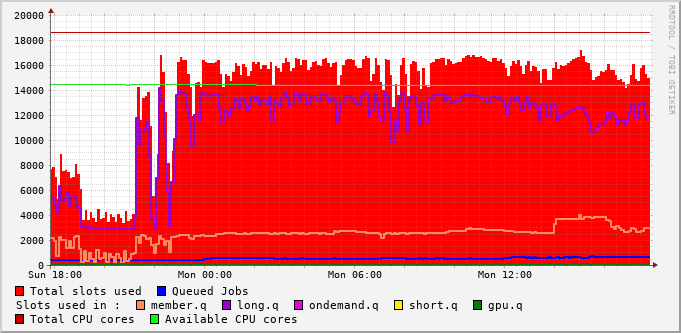 20000
18000
16000
14000
12000
10000
8000
6000
4000
2000
0
Sun 18:00 Mon 00:00 Mon 06:00 Mon 12:00
Total slots used Queued Jobs
Slots used in : member.q long.q ondemand.q short.q gpu.q
Total CPU cores Available CPU cores
RRDTOOL / TOBI OETIKER